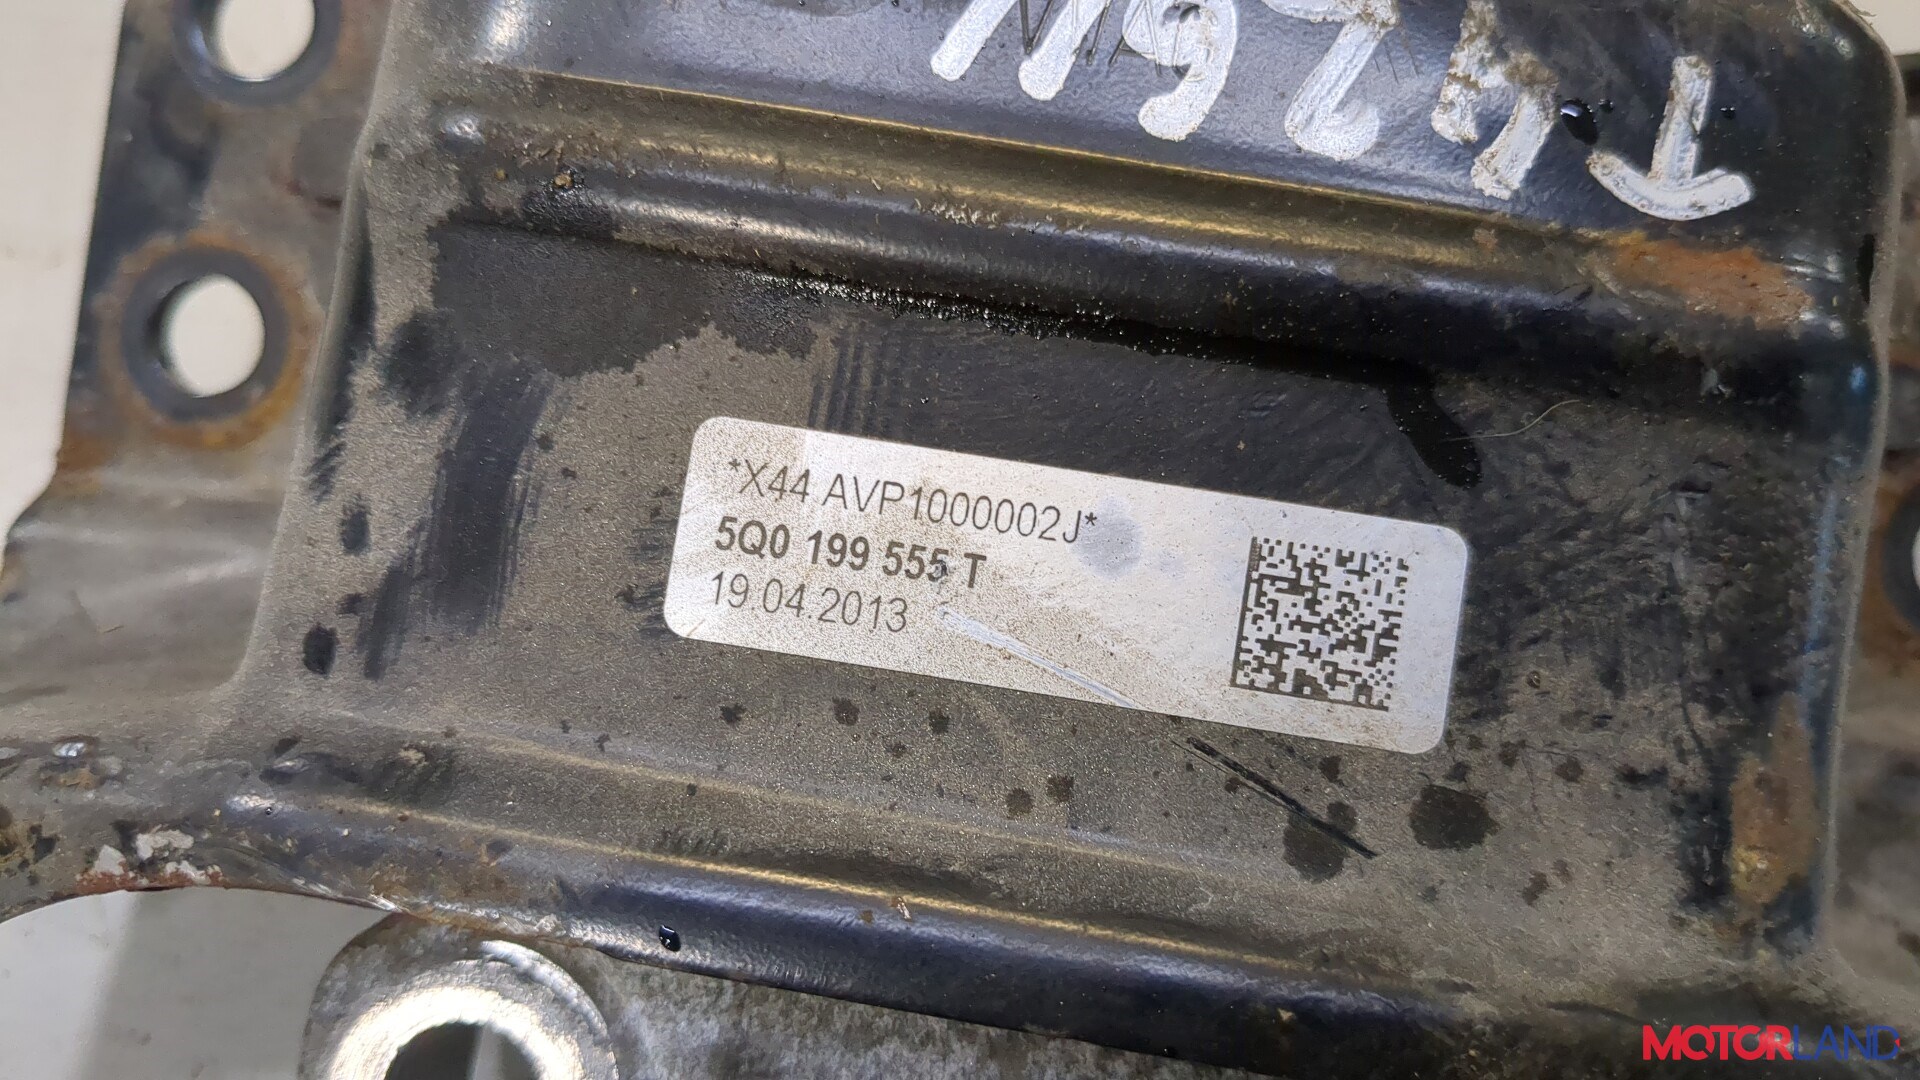 *X44 AVP1000002J*
5Q0 199 555 T
19.04.2013
MOTORLAND